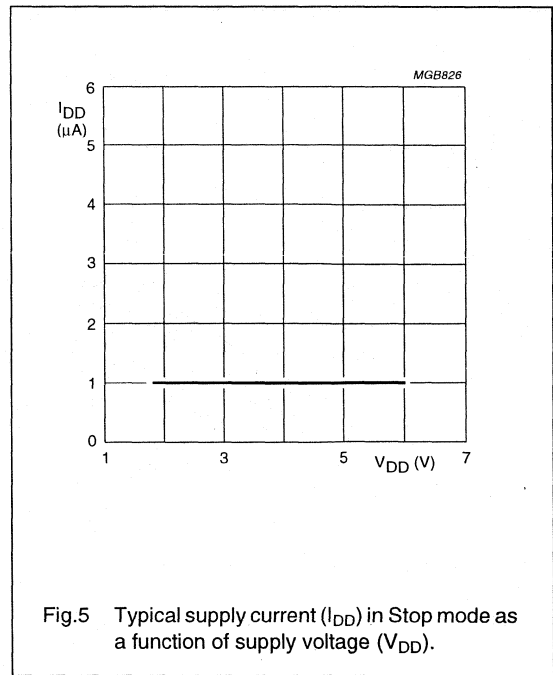 MGB826
6
I_DD
(μA)
5
4
3
2
1
0
1
3
5
V_DD (V)
7
Fig.5 Typical supply current (I_DD) in Stop mode as
a function of supply voltage (V_DD).